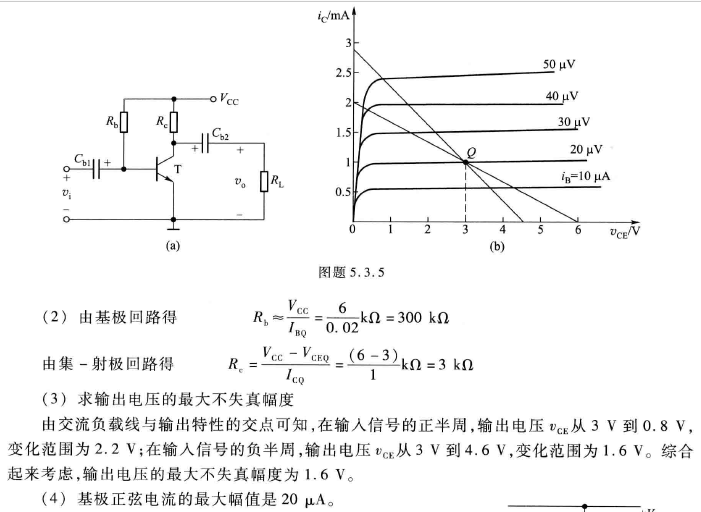 i_C/mA
3
2.5
2
1.5
1
0.5
0
1
2
3
4
5
6
v_CE/V
50 μV
40 μV
30 μV
20 μV
i_B=10 μA
Q
(b)
V_CC
R_b
R_c
C_b2
C_b1
+
+
+
+
T
v_i
v_o
R_L
−
−
(a)
图题 5.3.5
(2) 由基极回路得 R_b≈V_CC/I_BQ=6/0.02 kΩ=300 kΩ
由集－射极回路得 R_c=(V_CC－V_CEQ)/I_CQ=(6－3)/1 kΩ=3 kΩ
(3) 求输出电压的最大不失真幅度
由交流负载线与输出特性的交点可知,在输入信号的正半周,输出电压 v_CE从 3 V 到 0.8 V,
变化范围为 2.2 V;在输入信号的负半周,输出电压 v_CE从 3 V 到 4.6 V,变化范围为 1.6 V。综合
起来考虑,输出电压的最大不失真幅度为 1.6 V。
(4) 基极正弦电流的最大幅值是 20 μA。